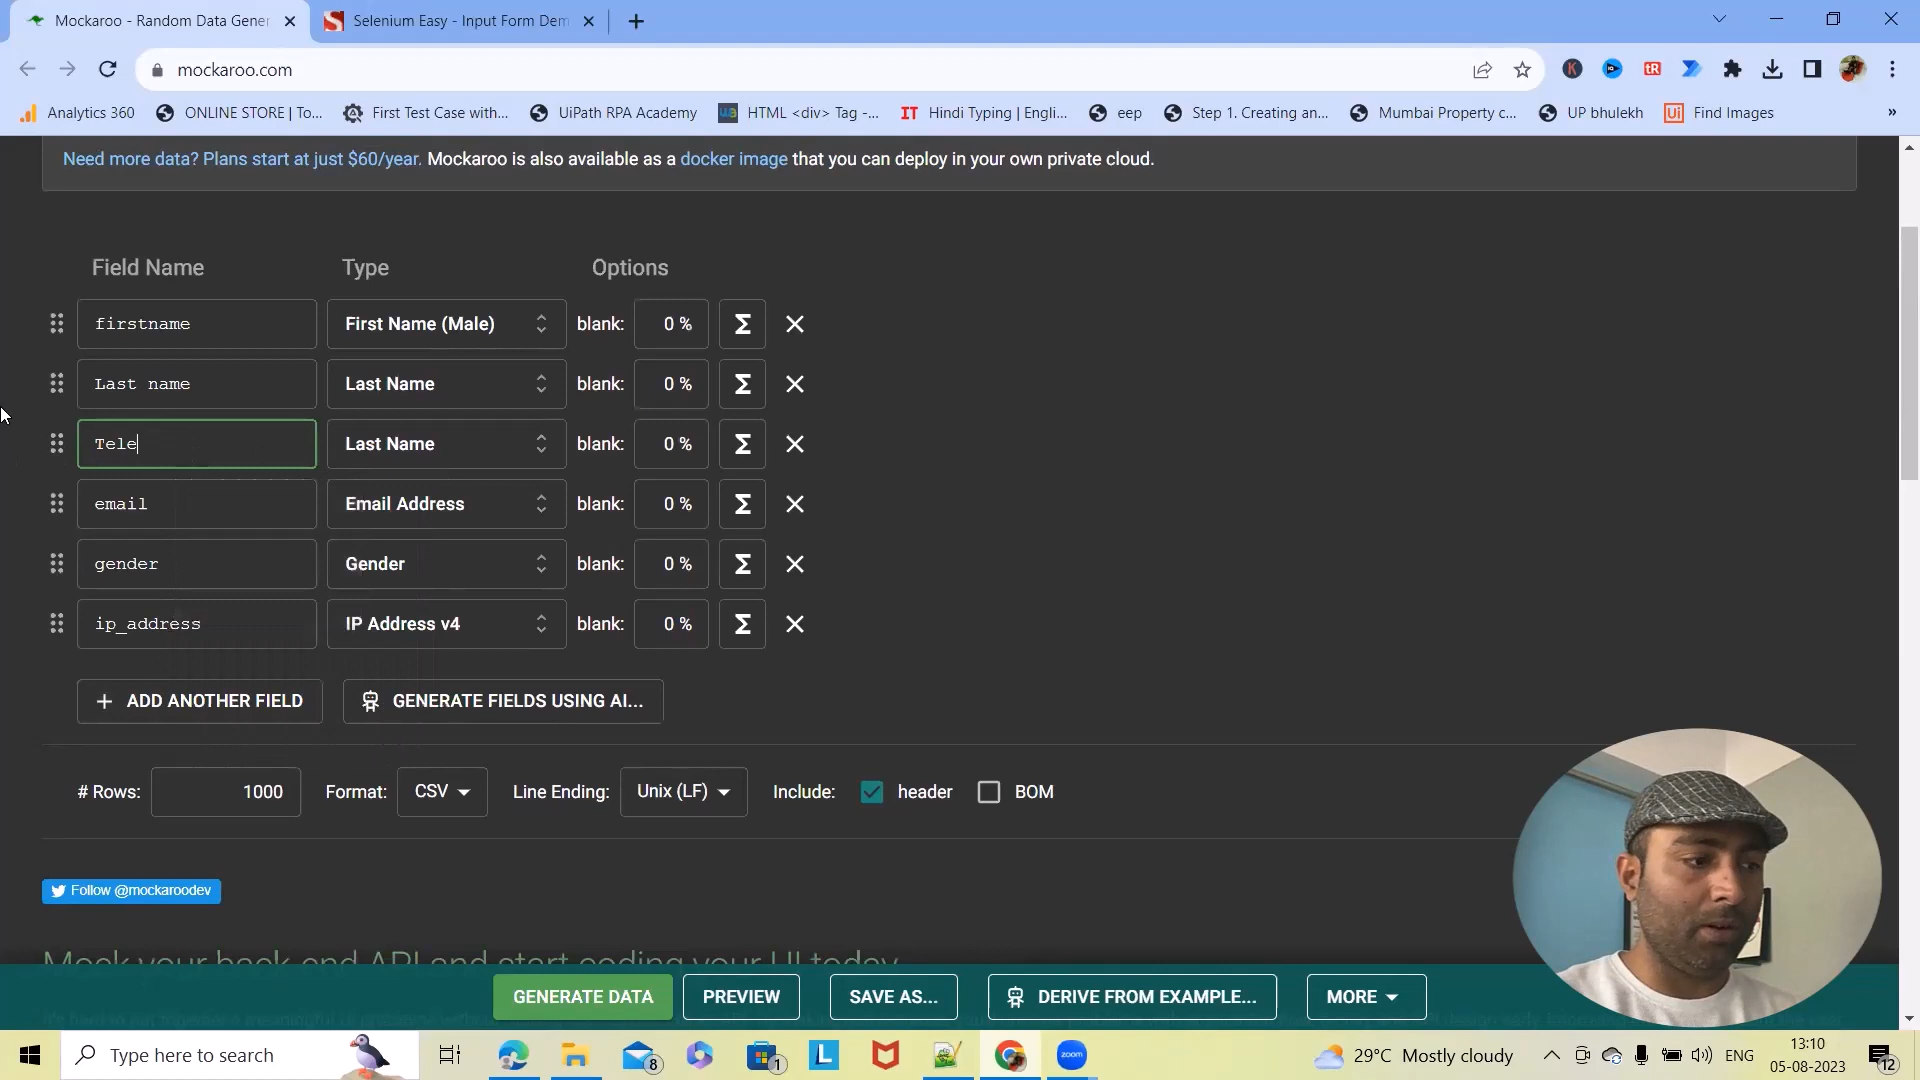 Mockaroo - Random Data Gener
Selenium Easy - Input Form Dem
mockaroo.com
Analytics 360
ONLINE STORE | To...
First Test Case with...
UiPath RPA Academy
HTML <div> Tag -...
Hindi Typing | Engli...
eep
Step 1. Creating an...
Mumbai Property c...
UP bhulekh
Find Images
Need more data? Plans start at just $60/year. Mockaroo is also available as a docker image that you can deploy in your own private cloud.
Field Name Type Options
firstname First Name (Male) blank: 0 % Σ
Last name Last Name blank: 0 % Σ
Tele Last Name blank: 0 % Σ
email Email Address blank: 0 % Σ
gender Gender blank: 0 % Σ
ip_address IP Address v4 blank: 0 % Σ
+ ADD ANOTHER FIELD GENERATE FIELDS USING AI...
# Rows: 1000 Format: CSV Line Ending: Unix (LF) Include: header BOM
Follow @mockaroodev
Mock your back-end API and start coding your UI today
GENERATE DATA PREVIEW SAVE AS... DERIVE FROM EXAMPLE... MORE
Type here to search
8
1
L
zoom
29°C Mostly cloudy
ENG
13:10
05-08-2023
12